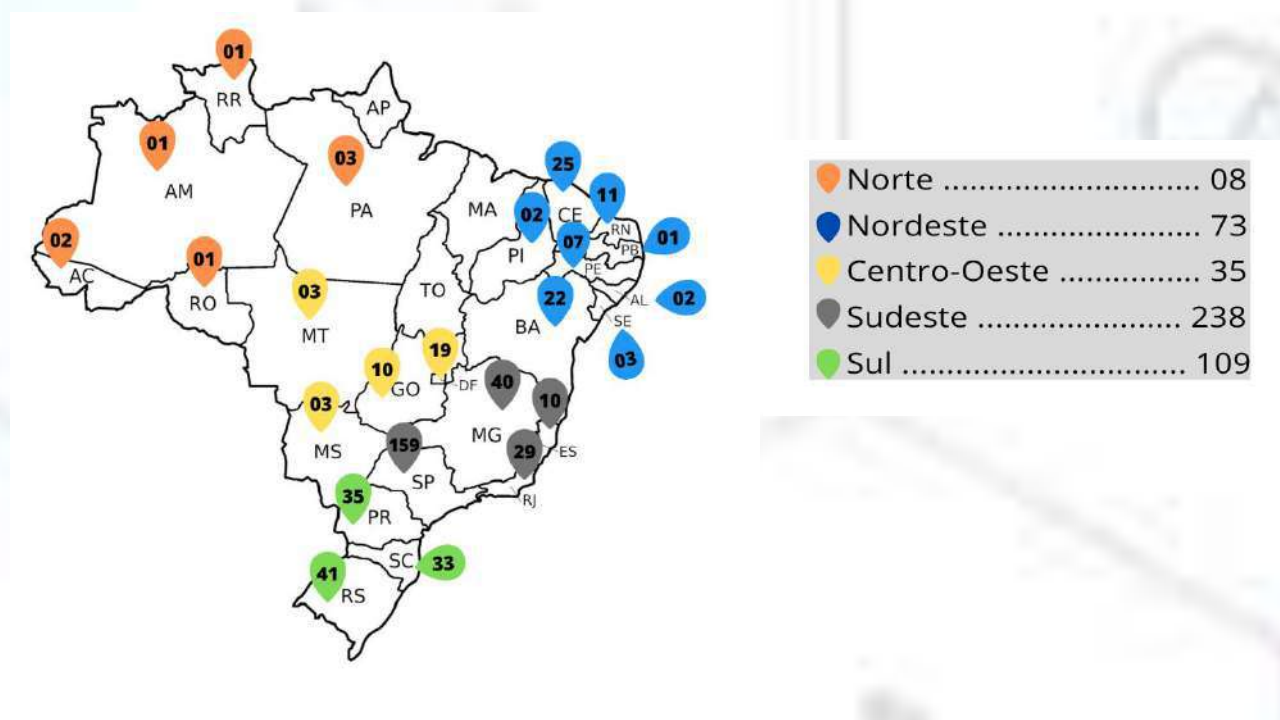 01
RR
AP
01
03
25
AM
PA
MA
02
CE
11
RN
01
PB
02
AC
01
RO
PI
07
PE
03
TO
22
AL
02
MT
BA
SE
03
19
10
GO
DF
40
10
03
MS
159
MG
29
ES
SP
RJ
35
PR
SC
33
41
RS
Norte ............................ 08
Nordeste ....................... 73
Centro-Oeste ............... 35
Sudeste ...................... 238
Sul ............................... 109